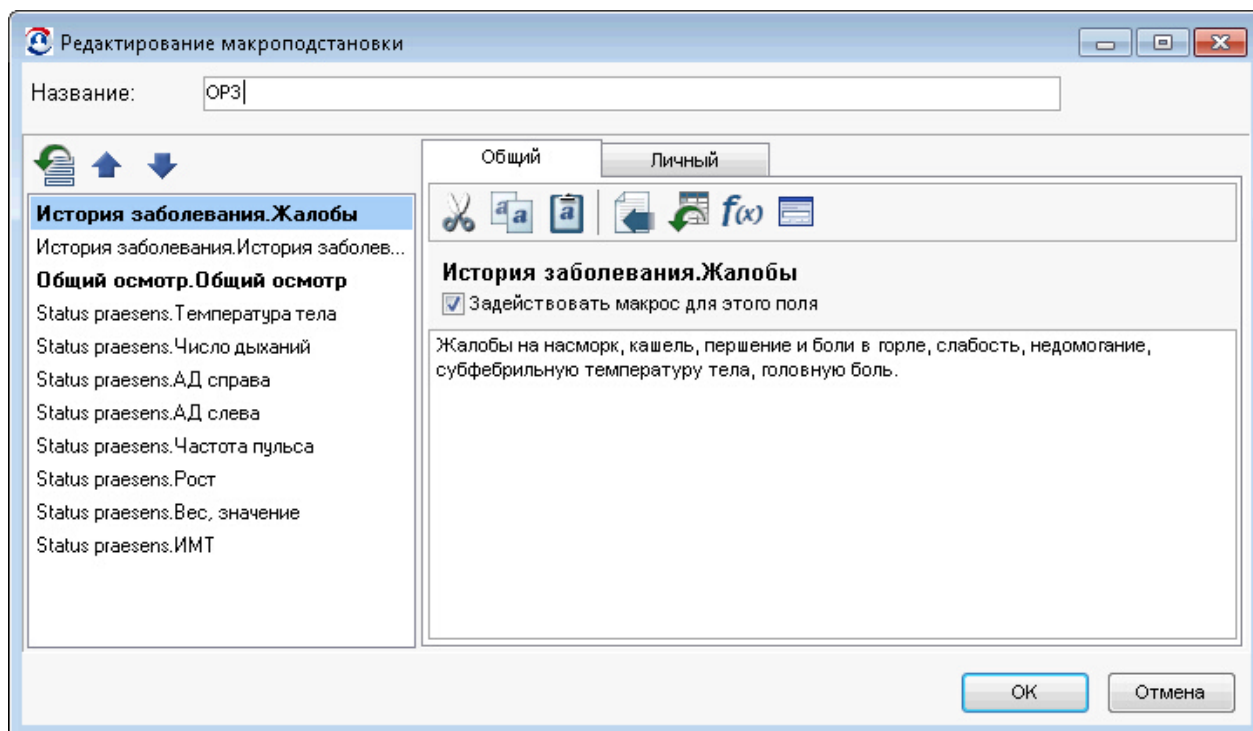 Редактирование макроподстановки
Название:
ОРЗ
История заболевания.Жалобы
История заболевания.История заболев...
Общий осмотр.Общий осмотр
Status praesens.Температура тела
Status praesens.Число дыханий
Status praesens.АД справа
Status praesens.АД слева
Status praesens.Частота пульса
Status praesens.Рост
Status praesens.Вес, значение
Status praesens.ИМТ
Общий
Личный
a a
a
f(x)
История заболевания.Жалобы
Задействовать макрос для этого поля
Жалобы на насморк, кашель, першение и боли в горле, слабость, недомогание,
субфебрильную температуру тела, головную боль.
ОК
Отмена